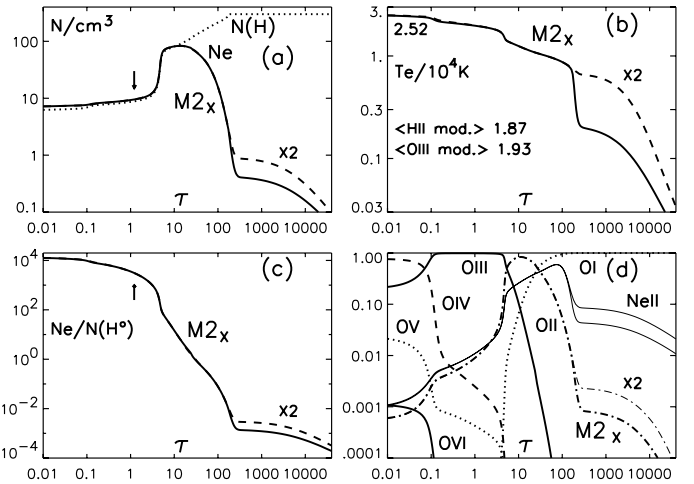 N/cm³
N(H)
Ne
(a)
M2x
x2
100
10
1
0.1
0.01 0.1 1 10 100 1000 10000
τ
3.
2.52
M2x
(b)
1.
x2
Te/10⁴K
0.3
<HII mod.> 1.87
<OIII mod.> 1.93
0.1
0.03
τ
0.01 0.1 1 10 100 1000 10000
10⁴
(c)
10²
Ne/N(H°)
M2x
10⁰
10⁻²
x2
10⁻⁴
τ
0.01 0.1 1 10 100 1000 10000
1.00
OIII
OI
(d)
OIV
NeII
0.10
OV
OII
0.01
x2
0.001
M2x
OVI
τ
.0001
0.01 0.1 1 10 100 1000 10000